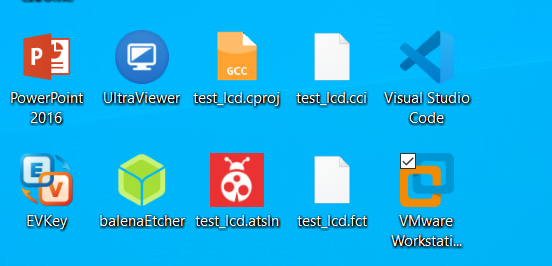 GCC
PowerPoint
2016
UltraViewer
test_lcd.cproj
test_lcd.cci
Visual Studio
Code
EVKey
balenaEtcher
test_lcd.atsln
test_lcd.fct
VMware
Workstati...